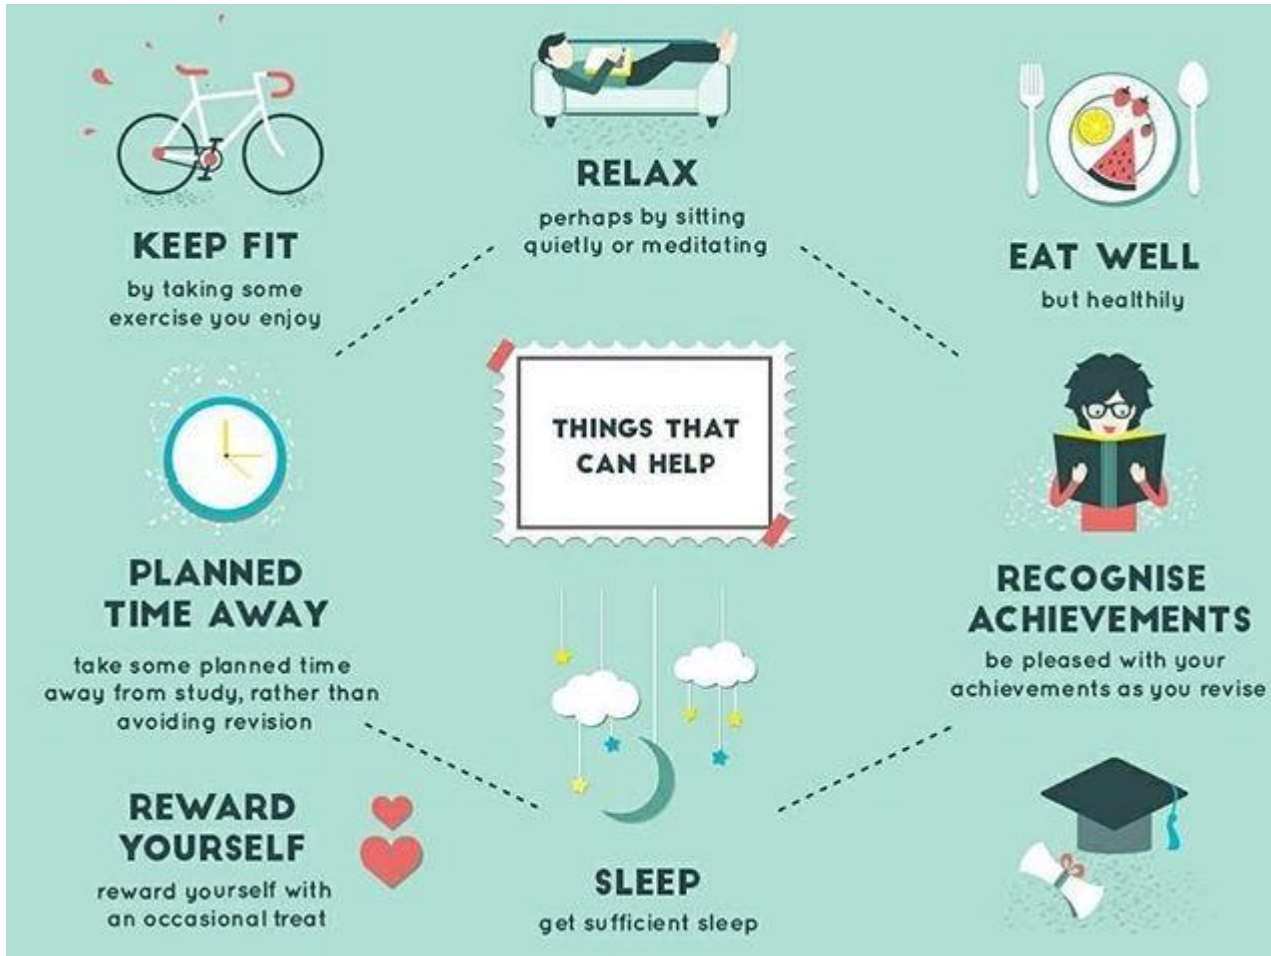 RELAX
perhaps by sitting
quietly or meditating
KEEP FIT
by taking some
exercise you enjoy
EAT WELL
but healthily
THINGS THAT
CAN HELP
PLANNED
TIME AWAY
take some planned time
away from study, rather than
avoiding revision
RECOGNISE
ACHIEVEMENTS
be pleased with your
achievements as you revise
REWARD
YOURSELF
reward yourself with
an occasional treat
SLEEP
get sufficient sleep